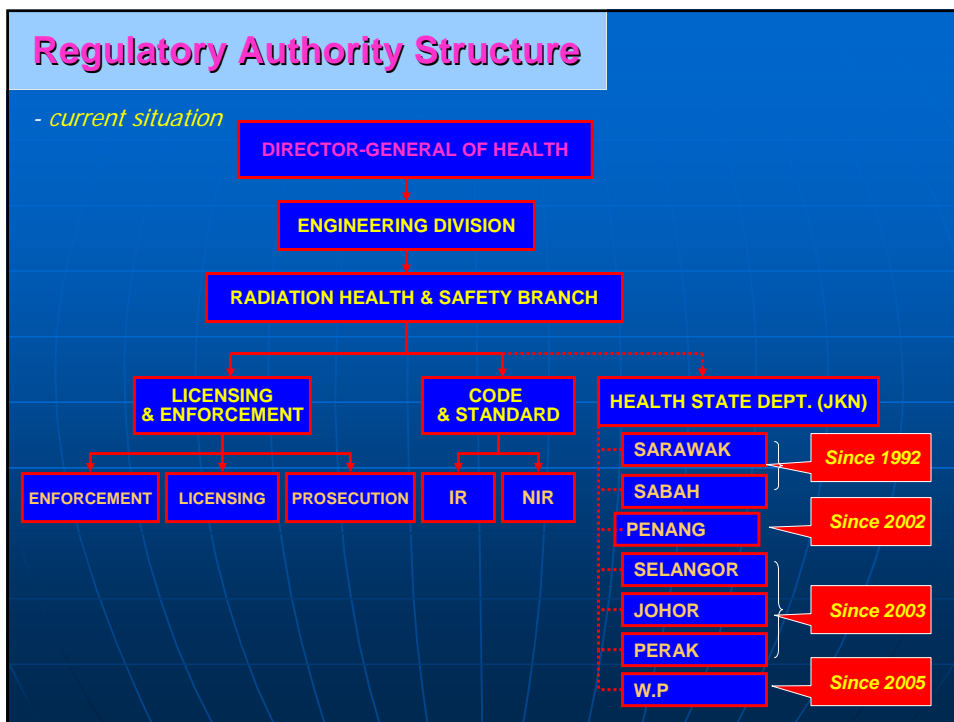 Regulatory Authority Structure
- current situation
DIRECTOR-GENERAL OF HEALTH
ENGINEERING DIVISION
RADIATION HEALTH & SAFETY BRANCH
LICENSING
& ENFORCEMENT
CODE
& STANDARD
HEALTH STATE DEPT. (JKN)
ENFORCEMENT
LICENSING
PROSECUTION
IR
NIR
SARAWAK
SABAH
Since 1992
PENANG
Since 2002
SELANGOR
JOHOR
PERAK
Since 2003
W.P
Since 2005